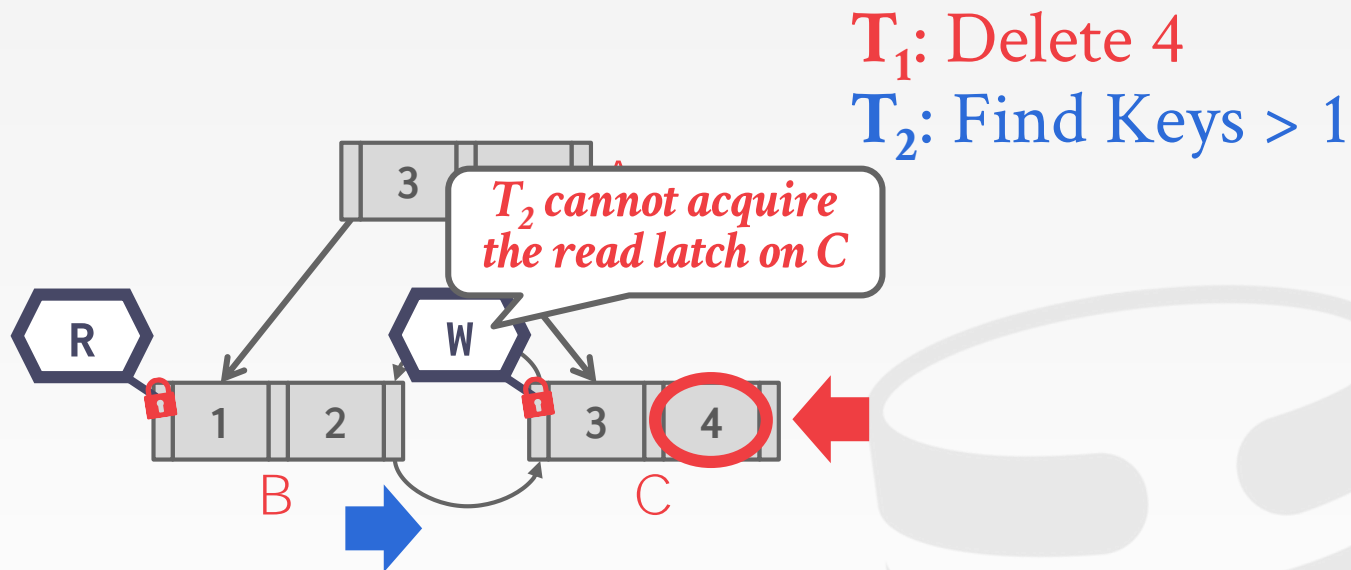 T₁: Delete 4
T₂: Find Keys > 1
3
T₂ cannot acquire
the read latch on C
R
W
1 2
3 4
B
C